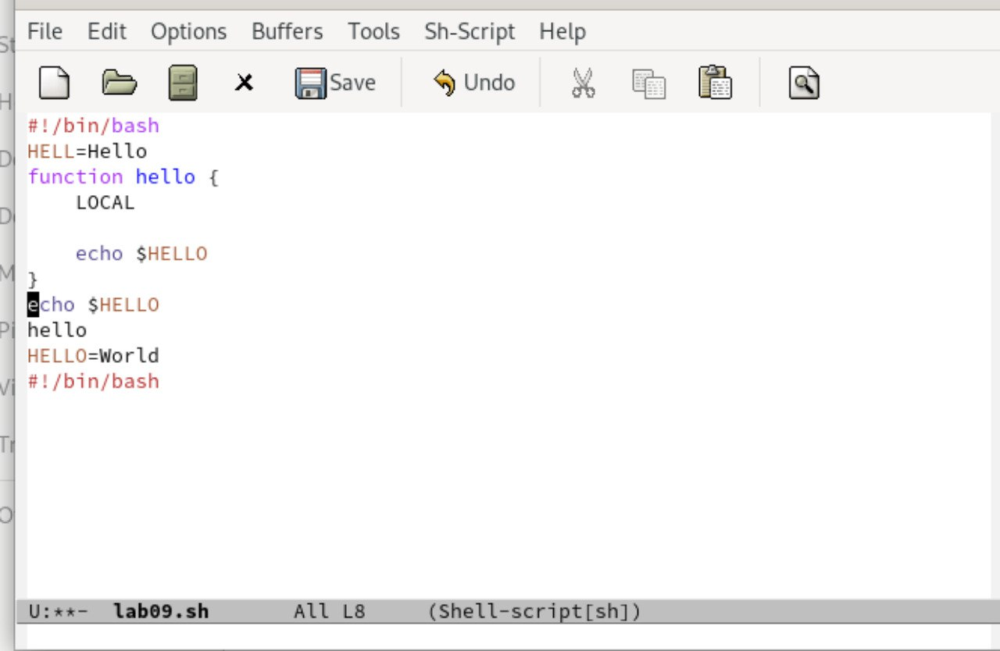 File Edit Options Buffers Tools Sh-Script Help
Save Undo
#!/bin/bash
HELL=Hello
function hello {
    LOCAL
    echo $HELLO
}
echo $HELLO
hello
HELLO=World
#!/bin/bash
U:**-  lab09.sh       All L8     (Shell-script[sh])